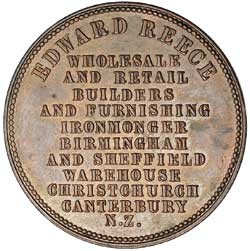 EDWARD REECE
WHOLESALE
AND RETAIL
BUILDERS
AND FURNISHING
IRONMONGER
BIRMINGHAM
AND SHEFFIELD
WAREHOUSE
CHRISTCHURCH
CANTERBURY
N.Z.